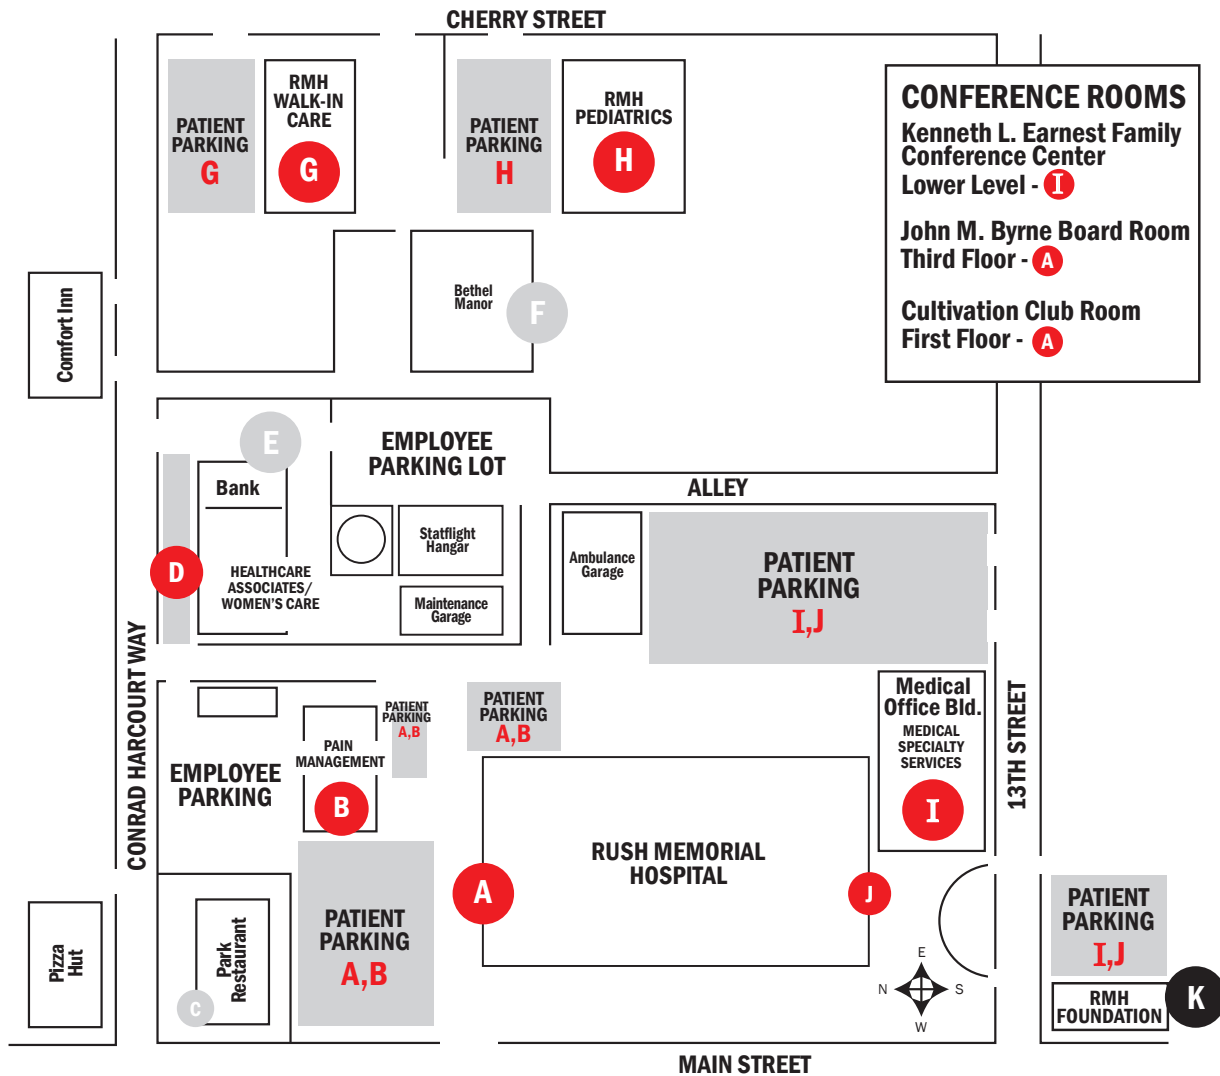 CHERRY STREET
PATIENT
PARKING
G
RMH
WALK-IN
CARE
G
PATIENT
PARKING
H
RMH
PEDIATRICS
H
CONFERENCE ROOMS
Kenneth L. Earnest Family
Conference Center
Lower Level - I
John M. Byrne Board Room
Third Floor - A
Cultivation Club Room
First Floor - A
Comfort Inn
Bethel
Manor
F
E
Bank
EMPLOYEE
PARKING LOT
ALLEY
D
HEALTHCARE
ASSOCIATES/
WOMEN'S CARE
Statflight
Hangar
Maintenance
Garage
Ambulance
Garage
PATIENT
PARKING
I,J
CONRAD HARCOURT WAY
EMPLOYEE
PARKING
PAIN
MANAGEMENT
B
PATIENT
PARKING
A,B
PATIENT
PARKING
A,B
Medical
Office Bld.
MEDICAL
SPECIALTY
SERVICES
I
13TH STREET
RUSH MEMORIAL
HOSPITAL
A
J
Pizza
Hut
Park
Restaurant
C
PATIENT
PARKING
A,B
E
N S
W
PATIENT
PARKING
I,J
RMH
FOUNDATION
K
MAIN STREET